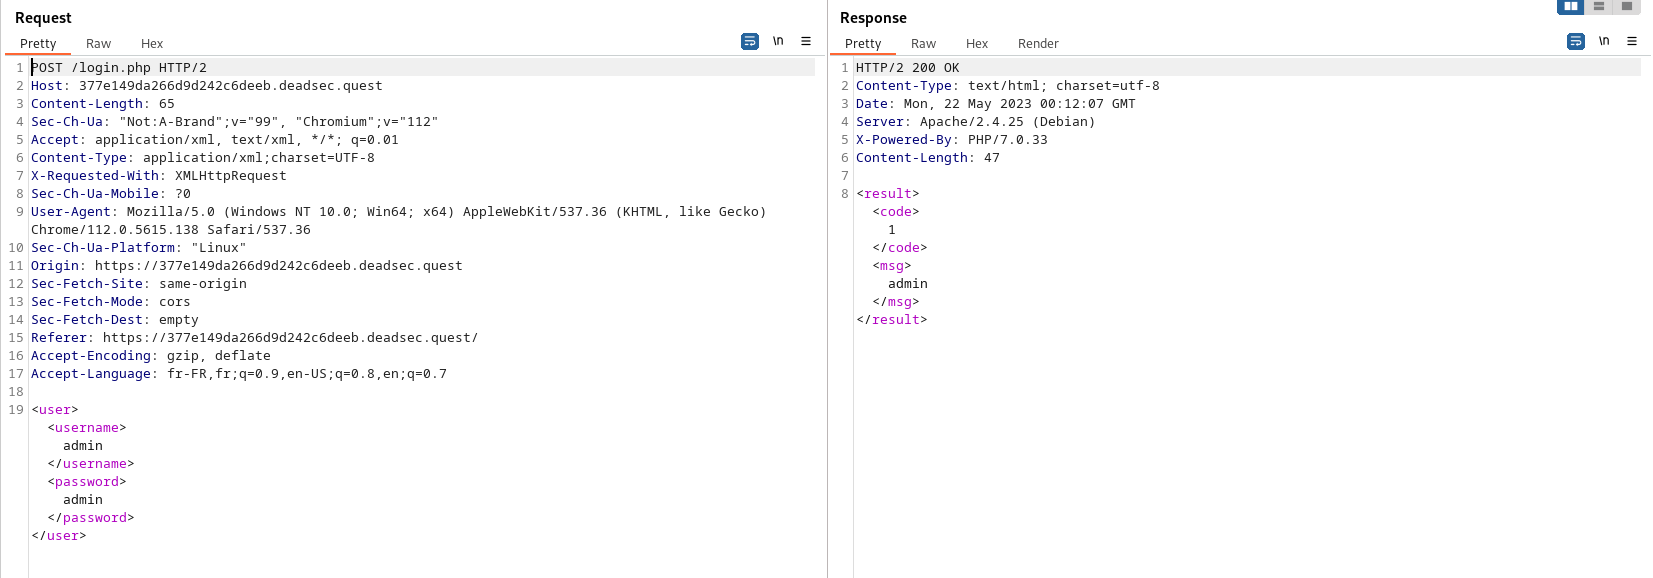 Request
Pretty Raw Hex \n
1 POST /login.php HTTP/2
2 Host: 377e149da266d9d242c6deeb.deadsec.quest
3 Content-Length: 65
4 Sec-Ch-Ua: "Not:A-Brand";v="99", "Chromium";v="112"
5 Accept: application/xml, text/xml, */*; q=0.01
6 Content-Type: application/xml;charset=UTF-8
7 X-Requested-With: XMLHttpRequest
8 Sec-Ch-Ua-Mobile: ?0
9 User-Agent: Mozilla/5.0 (Windows NT 10.0; Win64; x64) AppleWebKit/537.36 (KHTML, like Gecko)
Chrome/112.0.5615.138 Safari/537.36
10 Sec-Ch-Ua-Platform: "Linux"
11 Origin: https://377e149da266d9d242c6deeb.deadsec.quest
12 Sec-Fetch-Site: same-origin
13 Sec-Fetch-Mode: cors
14 Sec-Fetch-Dest: empty
15 Referer: https://377e149da266d9d242c6deeb.deadsec.quest/
16 Accept-Encoding: gzip, deflate
17 Accept-Language: fr-FR,fr;q=0.9,en-US;q=0.8,en;q=0.7
18
19 <user>
<username>
admin
</username>
<password>
admin
</password>
</user>
Response
Pretty Raw Hex Render \n
1 HTTP/2 200 OK
2 Content-Type: text/html; charset=utf-8
3 Date: Mon, 22 May 2023 00:12:07 GMT
4 Server: Apache/2.4.25 (Debian)
5 X-Powered-By: PHP/7.0.33
6 Content-Length: 47
7
8 <result>
<code>
1
</code>
<msg>
admin
</msg>
</result>